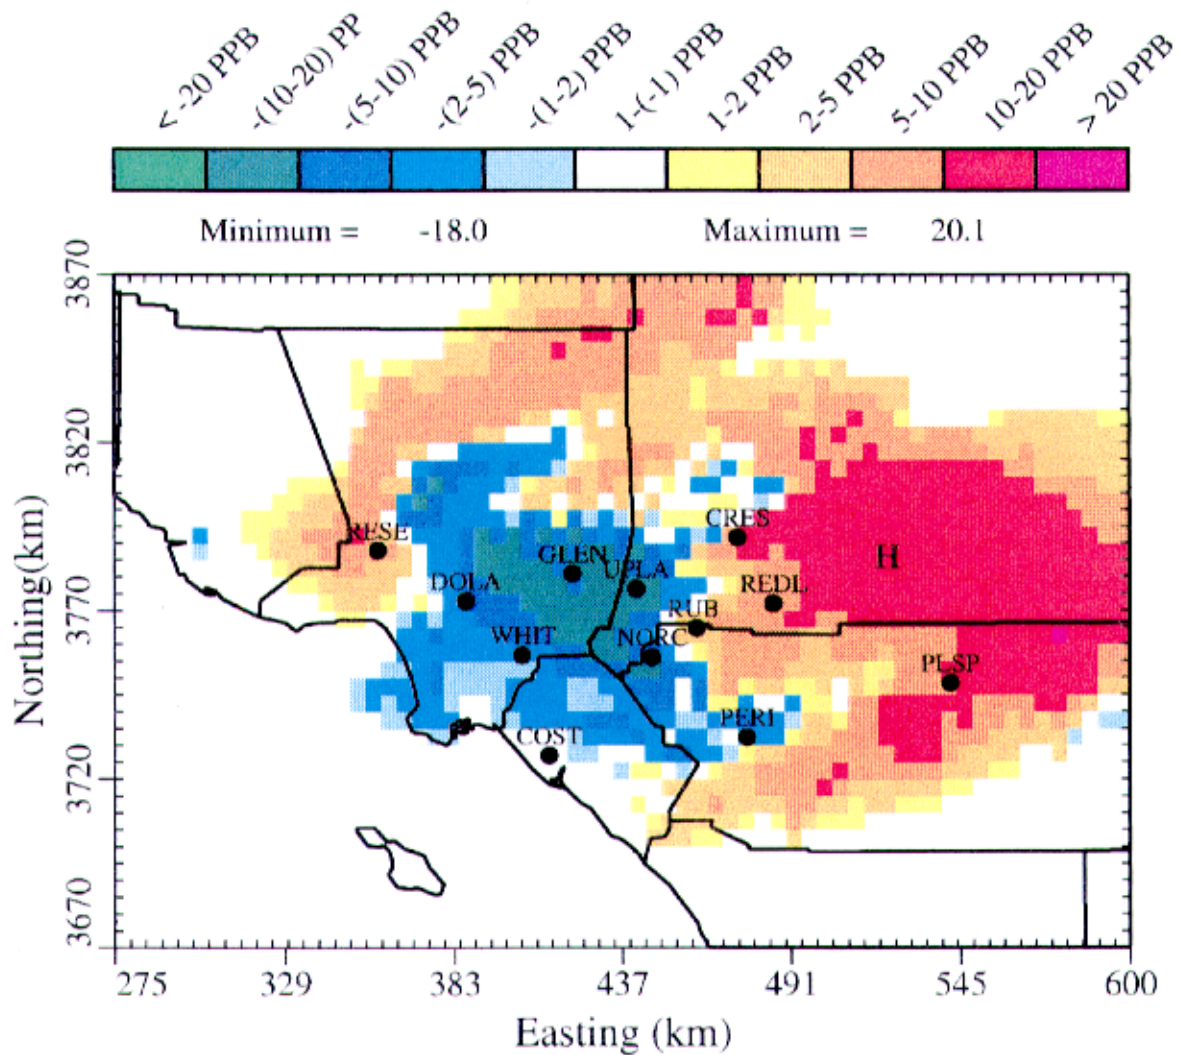 < -20 PPB
-(10-20) PP
-(5-10) PPB
-(2-5) PPB
-(1-2) PPB
1-(-1) PPB
1-2 PPB
2-5 PPB
5-10 PPB
10-20 PPB
> 20 PPB
Minimum = -18.0 Maximum = 20.1
3870
3820
3770
3720
3670
Northing(km)
CRES
RESE
GLEN
H
UPLA
DOLA
REDL
RUB
WHIT
NORC
PLSP
PERI
COST
275 329 383 437 491 545 600
Easting (km)